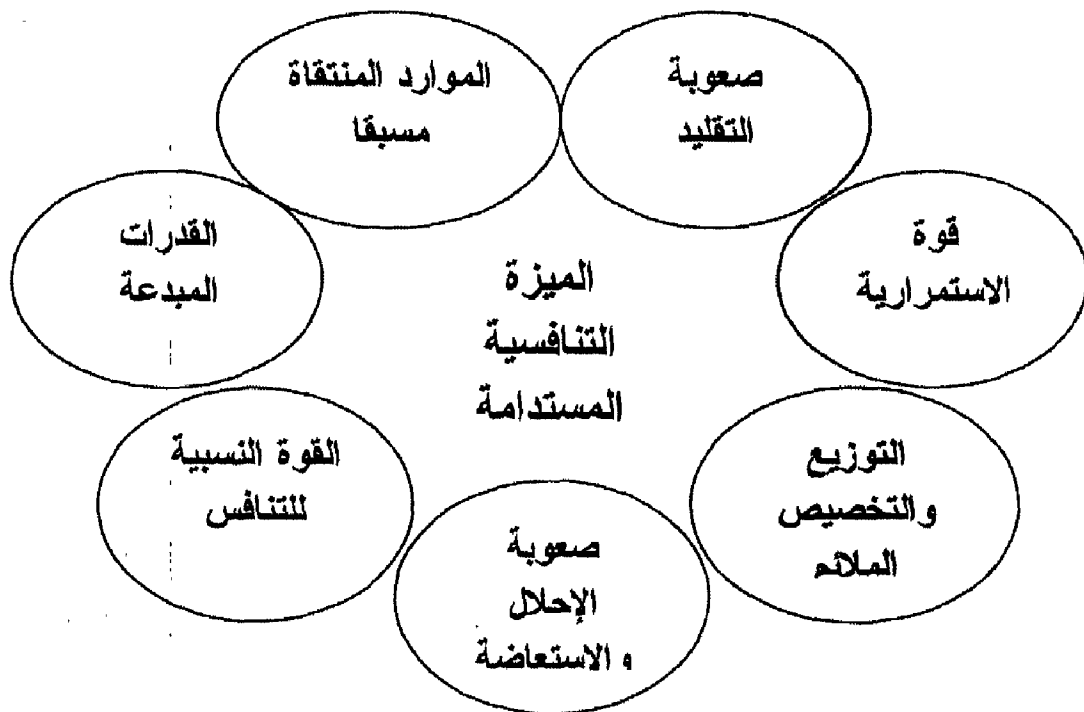 صعوبة
التقليد
الموارد المنتقاة
مسبقا
قوة
الاستمرارية
القدرات
المبدعة
الميزة
التنافسية
المستدامة
التوزيع
والتخصيص
الملائم
القوة النسبية
للتنافس
صعوبة
الإحلال
والاستعاضة